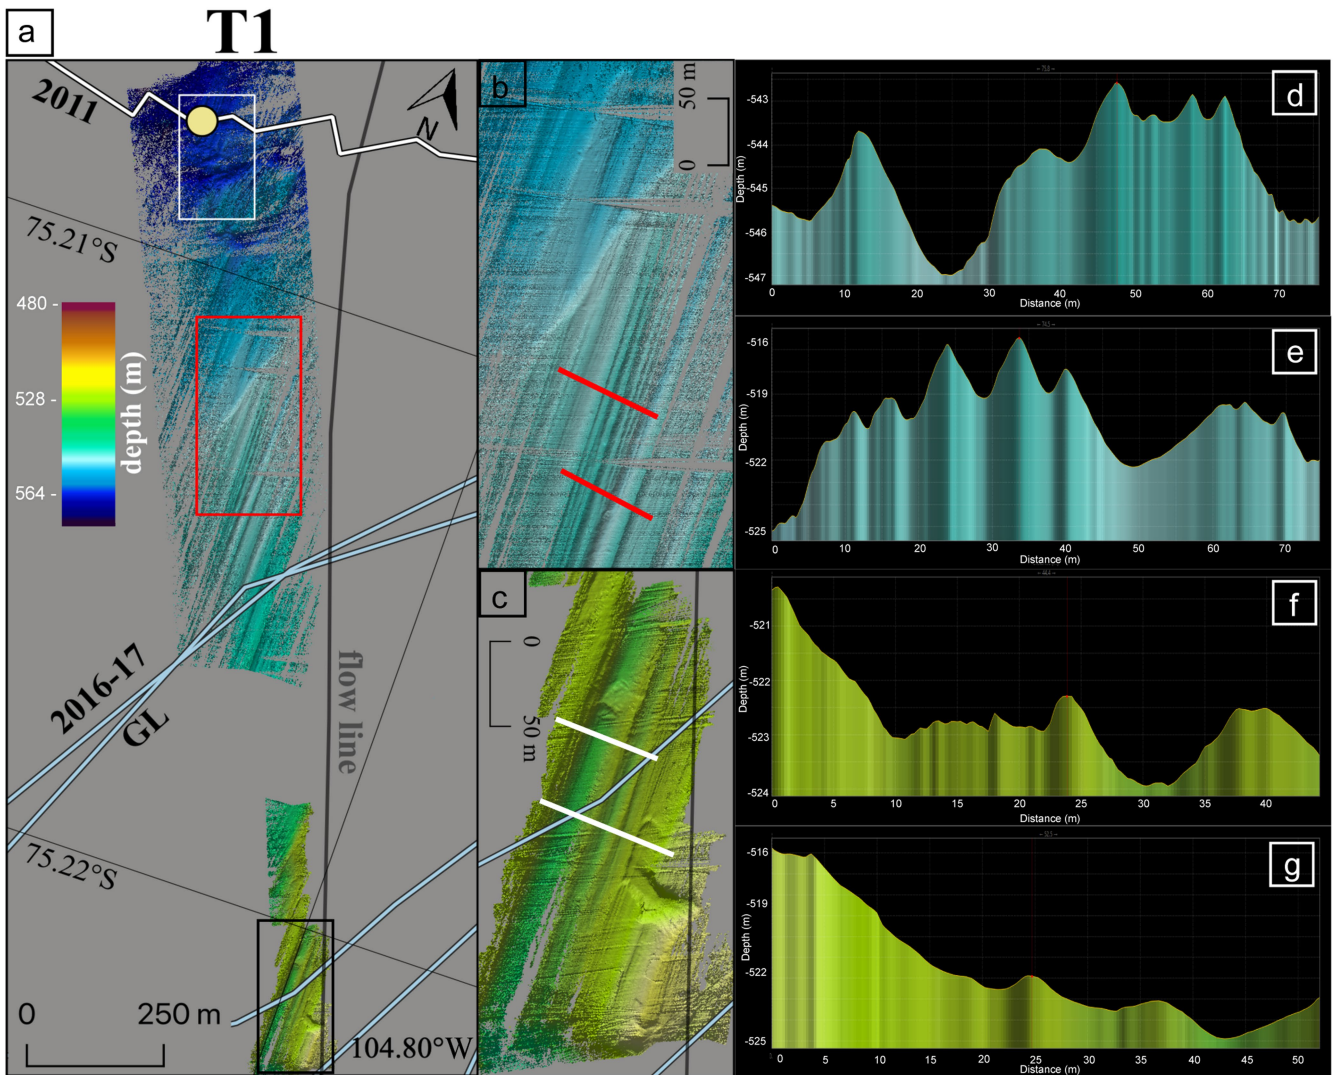 a
T1
2011
N
75.21°S
480 -
528 -
564 -
depth (m)
2016-17
GL
flow line
75.22°S
0
250 m
104.80°W
b
50 m
0
c
0
50 m
d
-543
-544
-545
-546
-547
Depth (m)
0 10 20 30 40 50 60 70
Distance (m)
e
-516
-519
-522
-525
Depth (m)
0 10 20 30 40 50 60 70
Distance (m)
f
-521
-522
-523
-524
Depth (m)
0 5 10 15 20 25 30 35 40
Distance (m)
g
-516
-519
-522
-525
Depth (m)
0 5 10 15 20 25 30 35 40 45 50
Distance (m)